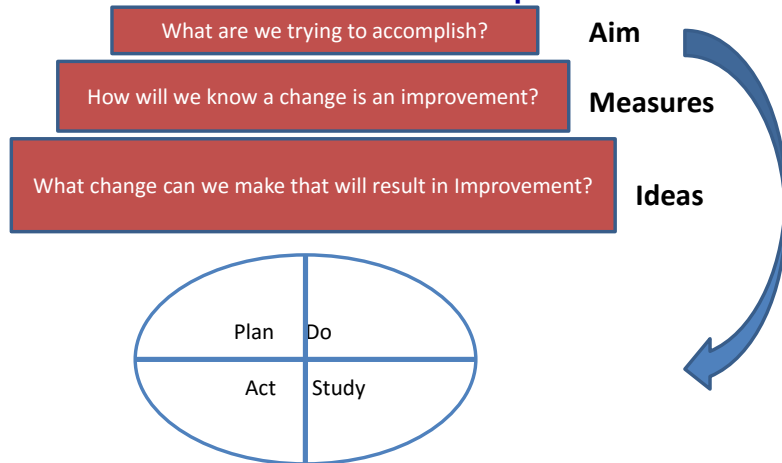 What are we trying to accomplish? Aim
How will we know a change is an improvement? Measures
What change can we make that will result in Improvement? Ideas
Plan Do
Act Study